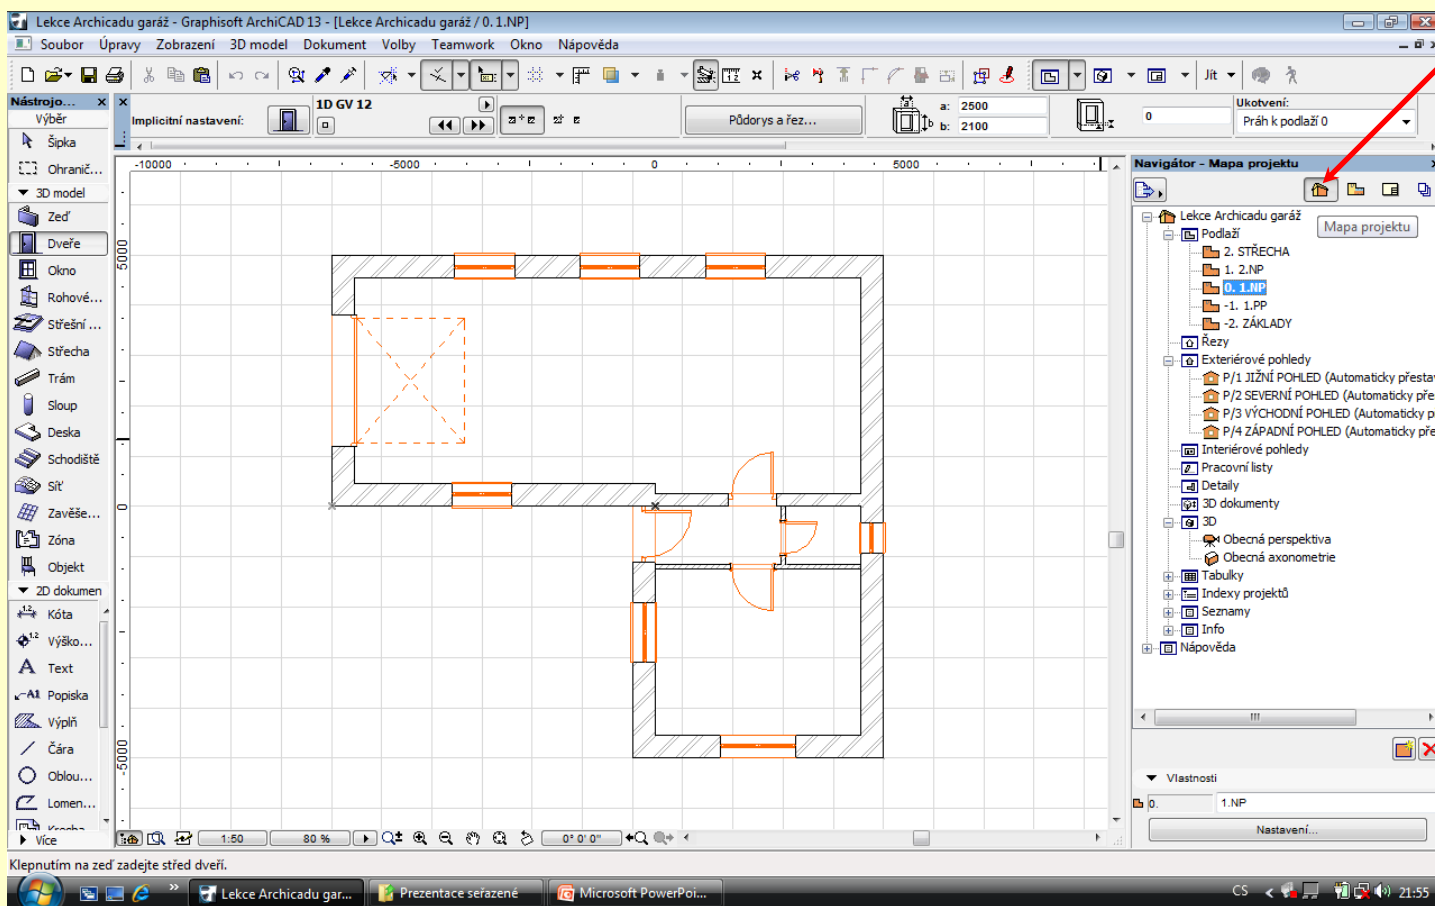 Lekce Archicadu garáž - Graphisoft ArchiCAD 13 - [Lekce Archicadu garáž / 0. 1.NP]
Soubor Úpravy Zobrazení 3D model Dokument Volby Teamwork Okno Nápověda
Jít
Nástrojo...
Výběr
Šipka
Ohranič...
3D model
Zeď
Dveře
Okno
Rohové...
Střešní ...
Střecha
Trám
Sloup
Deska
Schodiště
Síť
Závěše...
Zóna
Objekt
2D dokumen
Kóta
Výško...
Text
Popiska
Výplň
Čára
Oblou...
Lomen...
Více
Implicitní nastavení:
1D GV 12
Půdorys a řez...
a: 2500
b: 2100
0
Ukotvení:
Práh k podlaží 0
-10000 -5000 0 5000
5000
0
-5000
Navigátor - Mapa projektu
Mapa projektu
Lekce Archicadu garáž
Podlaží
2. STŘECHA
1. 2.NP
0. 1.NP
-1. 1.PP
-2. ZÁKLADY
Řezy
Exteriérové pohledy
P/1 JIŽNÍ POHLED (Automaticky přesta
P/2 SEVERNÍ POHLED (Automaticky pře
P/3 VÝCHODNÍ POHLED (Automaticky p
P/4 ZÁPADNÍ POHLED (Automaticky pře
Interiérové pohledy
Pracovní listy
Detaily
3D dokumenty
3D
Obecná perspektiva
Obecná axonometrie
Tabulky
Indexy projektů
Seznamy
Info
Nápověda
Vlastnosti
0. 1.NP
Nastavení...
1:50 80 % 0° 0' 0"
Klepnutím na zeď zadejte střed dveří.
Lekce Archicadu gar... Prezentace seřazené Microsoft PowerPoi... CS 21:55